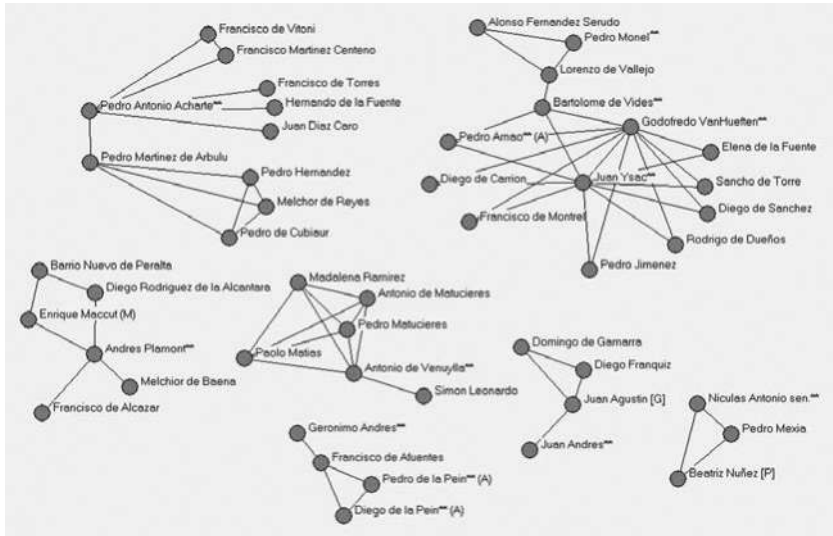 Francisco de Vitoni
Francisco Martinez Centeno
Francisco de Torres
Pedro Antonio Acharte^^
Hernando de la Fuente
Juan Diaz Caro
Pedro Martinez de Arbulu
Pedro Hernandez
Melchor de Reyes
Pedro de Cubiaur
Alonso Fernandez Serudo
Pedro Monel^^
Lorenzo de Vallejo
Bartolome de Vides^^
Godofredo VanHueften^^
Pedro Arnao^^ (A)
Elena de la Fuente
Diego de Carrion
Juan Ysac^^
Sancho de Torre
Diego de Sanchez
Francisco de Montrel
Rodrigo de Dueños
Pedro Jimenez
Barrio Nuevo de Peralta
Diego Rodriguez de la Alcantara
Enrique Maccut (M)
Andres Plamont^^
Melchior de Baena
Francisco de Alcazar
Madalena Ramirez
Antonio de Matucieres
Pedro Matucieres
Paolo Matias
Antonio de Venuylla^^
Simon Leonardo
Geronimo Andres^^
Francisco de Afuentes
Pedro de la Pein^^ (A)
Diego de la Pein^^ (A)
Domingo de Gamarra
Diego Franquiz
Juan Agustin [G]
Juan Andres^^
Niculas Antonio sen.^^
Pedro Mexia
Beatriz Nuñez [P]